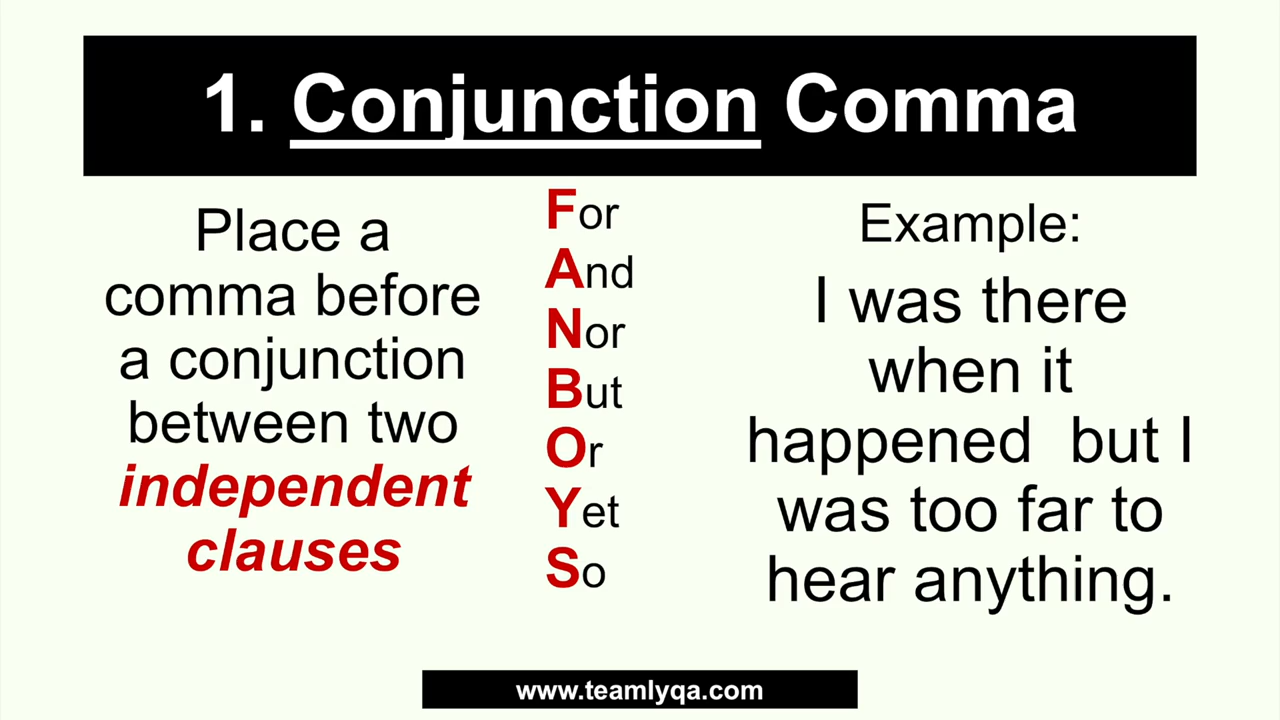 1. Conjunction Comma
Place a
comma before
a conjunction
between two
independent
clauses
For
And
Nor
But
Or
Yet
So
Example:
I was there
when it
happened  but I
was too far to
hear anything.
www.teamlyqa.com